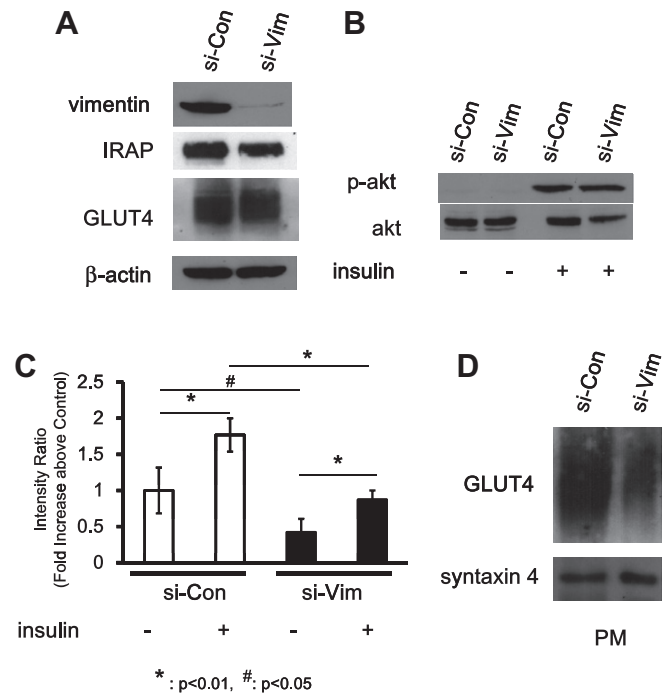 A
si-Con
si-Vim
vimentin
IRAP
GLUT4
β-actin
B
si-Con
si-Vim
si-Con
si-Vim
p-akt
akt
insulin - - + +
C
Intensity Ratio
(Fold Increase above Control)
2.5
2
1.5
1
0.5
0
*
#
*
*
si-Con si-Vim
insulin - + - +
*: p<0.01, #: p<0.05
D
si-Con
si-Vim
GLUT4
syntaxin 4
PM